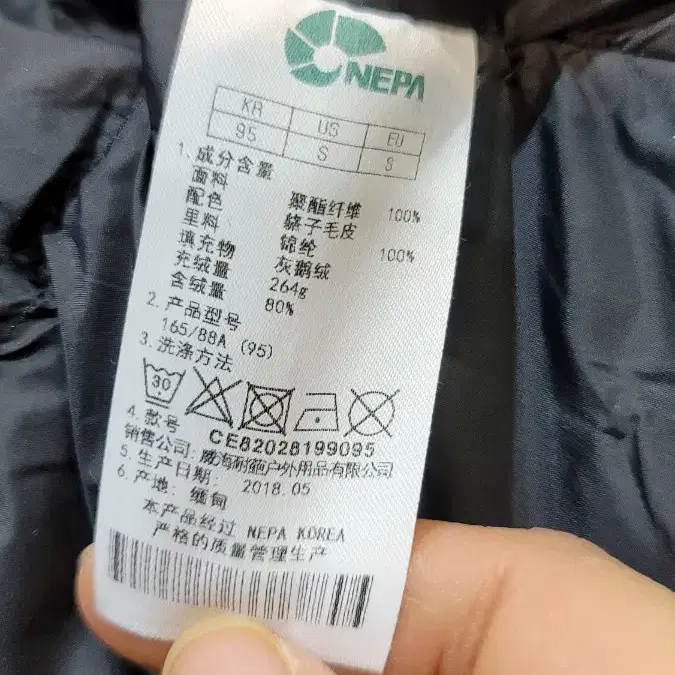 NEPA
KR US EU
95 S S
1. 成分含量
面料 聚酯纤维 100%
配色 貉子毛皮
里料 锦纶 100%
填充物 灰鹅绒
充绒量 264g
含绒量 80%
2. 产品型号
165/88A (95)
3. 洗涤方法
30
4. 款号
CE82028199095
销售公司: 威海耐葩户外用品有限公司
5. 生产日期: 2018.05
6. 产地: 缅甸
本产品经过 NEPA KOREA
严格的质量管理生产